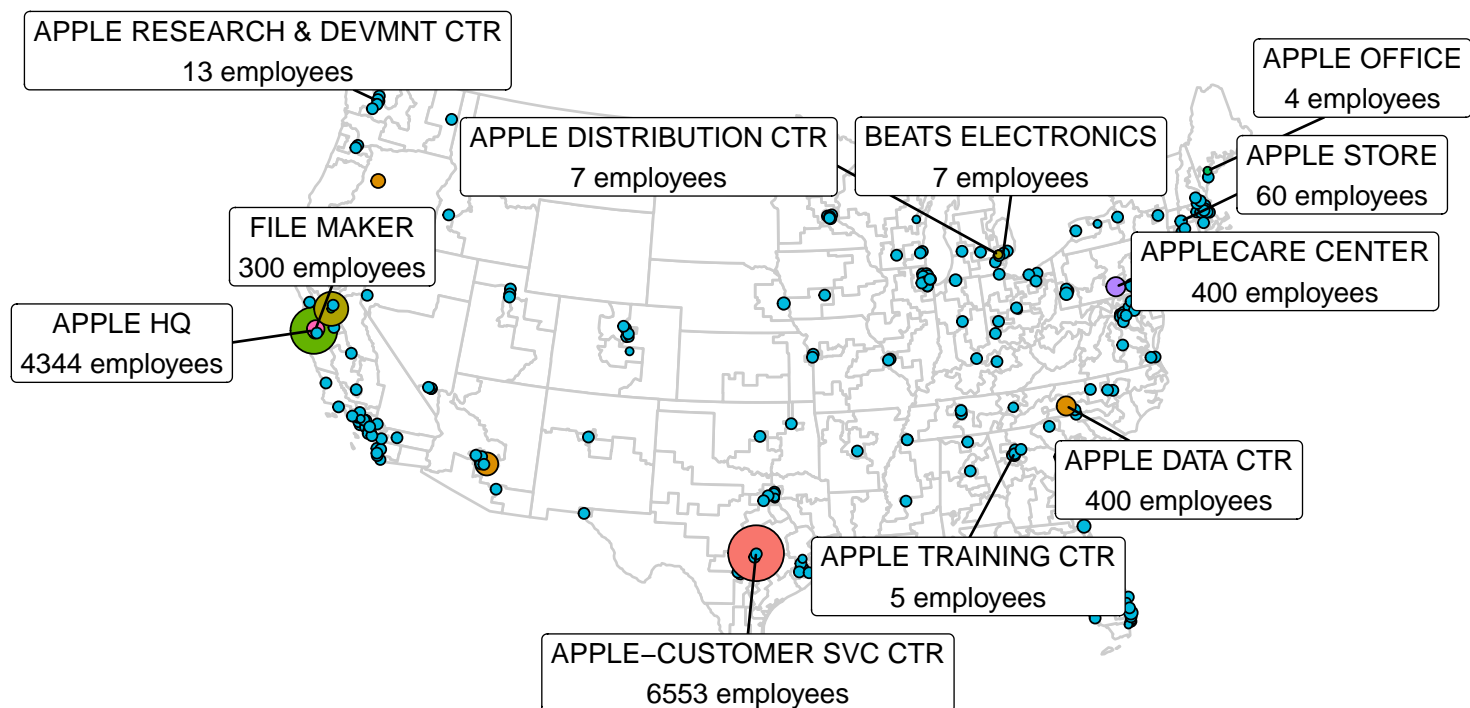 APPLE RESEARCH & DEVMNT CTR
13 employees
APPLE OFFICE
4 employees
APPLE DISTRIBUTION CTR
7 employees
BEATS ELECTRONICS
7 employees
APPLE STORE
60 employees
FILE MAKER
300 employees
APPLECARE CENTER
400 employees
APPLE HQ
4344 employees
APPLE DATA CTR
400 employees
APPLE TRAINING CTR
5 employees
APPLE−CUSTOMER SVC CTR
6553 employees